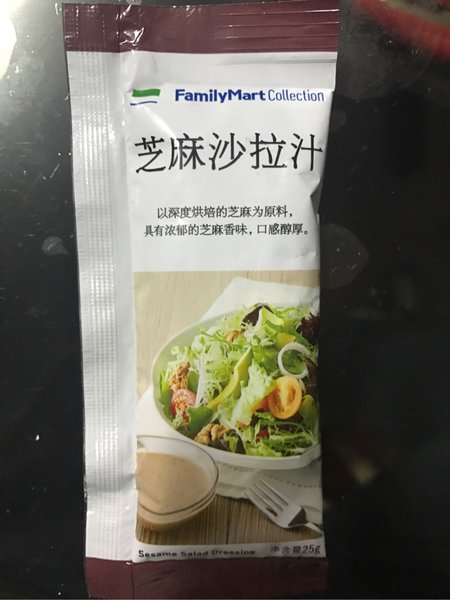 FamilyMart Collection
芝麻沙拉汁
以深度烘培的芝麻为原料，
具有浓郁的芝麻香味，口感醇厚。
Sesame Salad Dressing 净含量25g